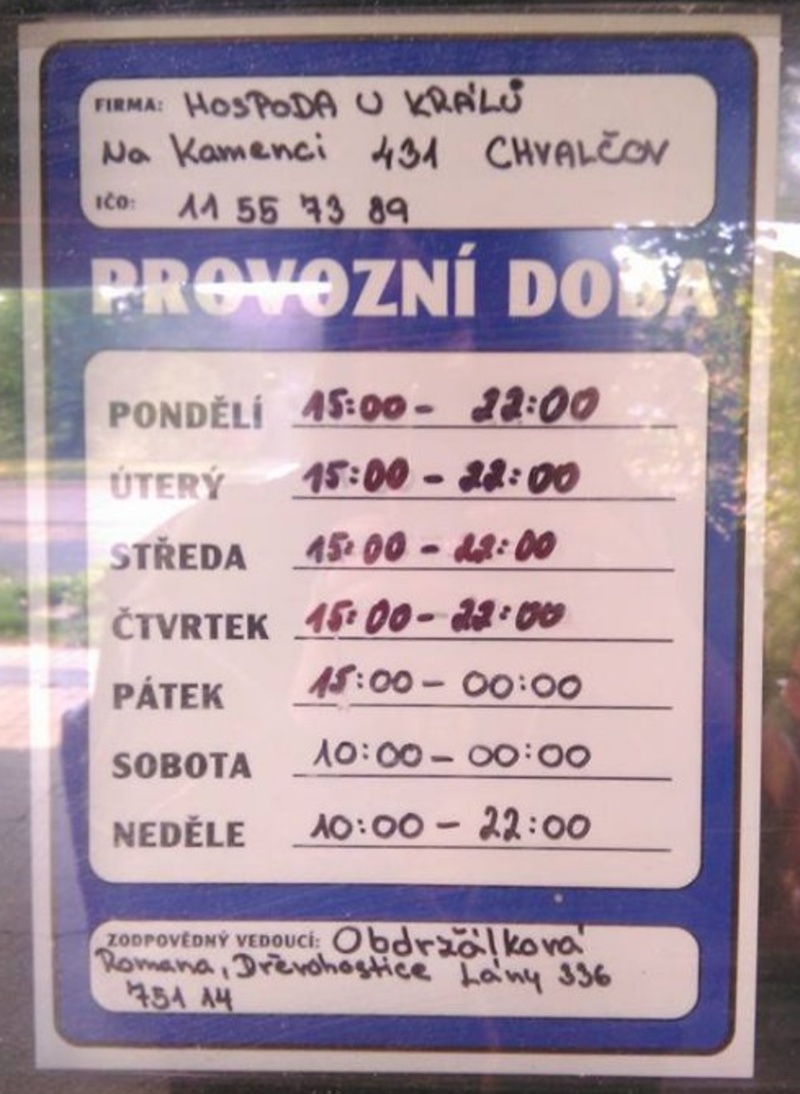 FIRMA: HOSPODA U KRÁLŮ
Na Kamenci 431 CHVALČOV
IČO: 11 55 73 89
PROVOZNÍ DOBA
PONDĚLÍ 15:00 - 22:00
ÚTERÝ 15:00 - 22:00
STŘEDA 15:00 - 22:00
ČTVRTEK 15:00 - 22:00
PÁTEK 15:00 - 00:00
SOBOTA 10:00 - 00:00
NEDĚLE 10:00 - 22:00
ZODPOVĚDNÝ VEDOUCÍ: Obdržálková
Romana, Dřevohostice Lány 336
751 14